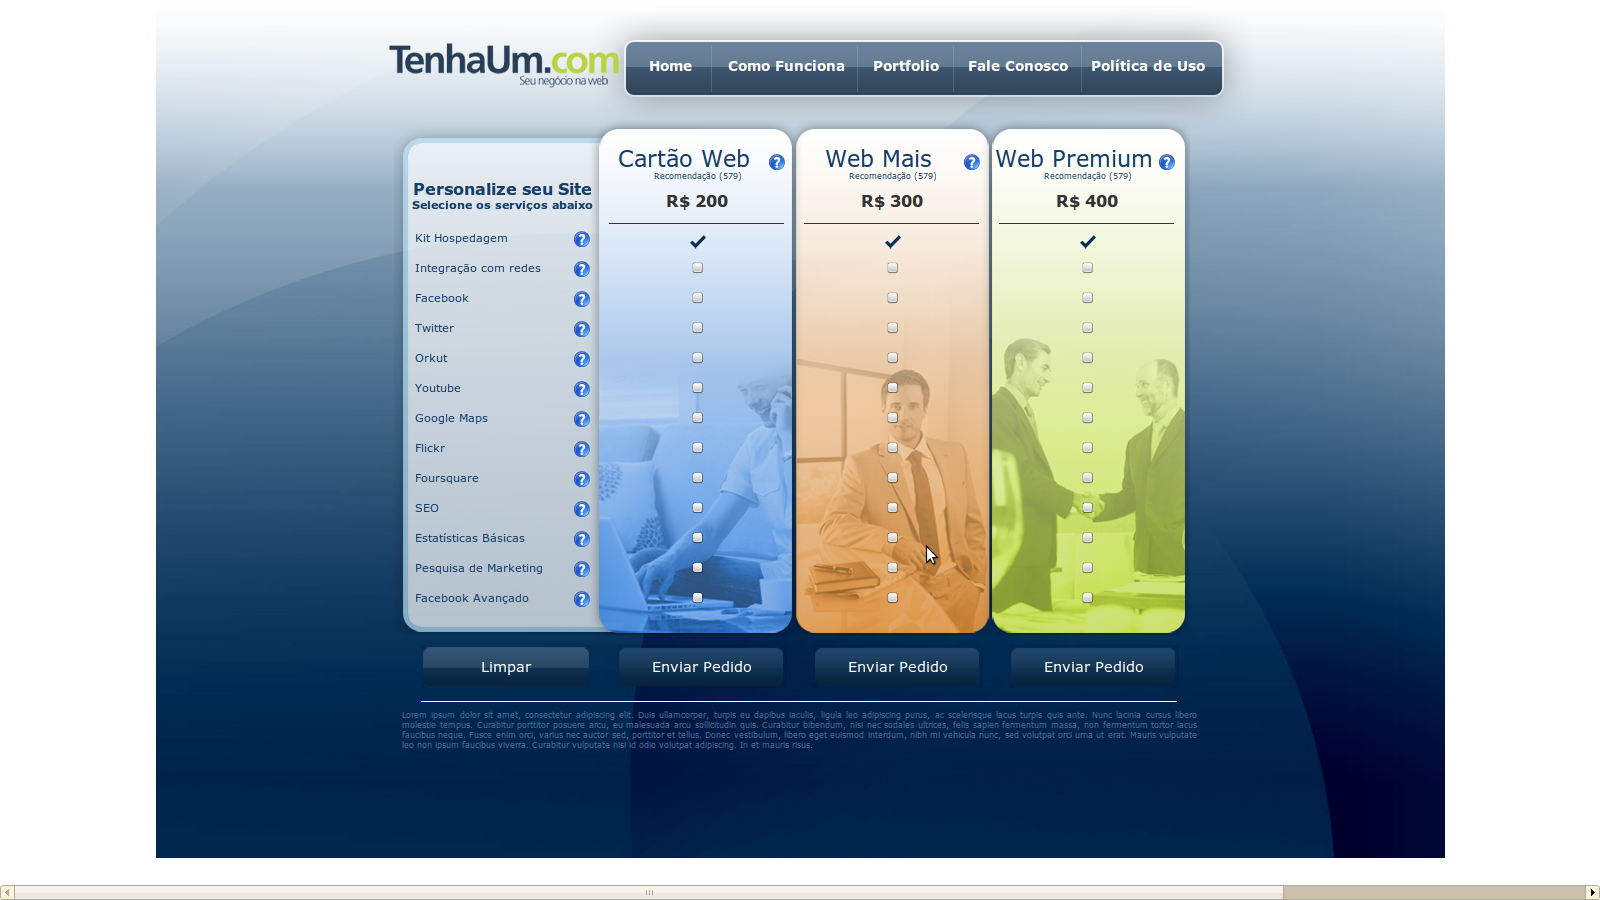 TenhaUm.com
Seu negócio na web
Home
Como Funciona
Portfolio
Fale Conosco
Política de Uso
Personalize seu Site
Selecione os serviços abaixo
Cartão Web
Recomendação (579)
R$ 200
Web Mais
Recomendação (579)
R$ 300
Web Premium
Recomendação (579)
R$ 400
Kit Hospedagem
Integração com redes
Facebook
Twitter
Orkut
Youtube
Google Maps
Flickr
Foursquare
SEO
Estatísticas Básicas
Pesquisa de Marketing
Facebook Avançado
Limpar
Enviar Pedido
Enviar Pedido
Enviar Pedido
Lorem ipsum dolor sit amet, consectetur adipiscing elit. Duis ullamcorper, turpis eu dapibus iaculis, ligula leo adipiscing purus, ac scelerisque lacus turpis quis ante. Nunc lacinia cursus libero
molestie tempus. Curabitur porttitor posuere arcu, eu malesuada arcu sollicitudin quis. Curabitur bibendum, nisi nec sodales ultrices, felis sapien fermentum massa, non fermentum tortor lacus
faucibus neque. Fusce enim orci, varius nec auctor sed, porttitor et tellus. Donec vestibulum, libero eget euismod interdum, nibh mi vehicula nunc, sed volutpat orci urna ut erat. Mauris vulputate
leo non ipsum faucibus viverra. Curabitur vulputate nisl id odio volutpat adipiscing. In et mauris risus.